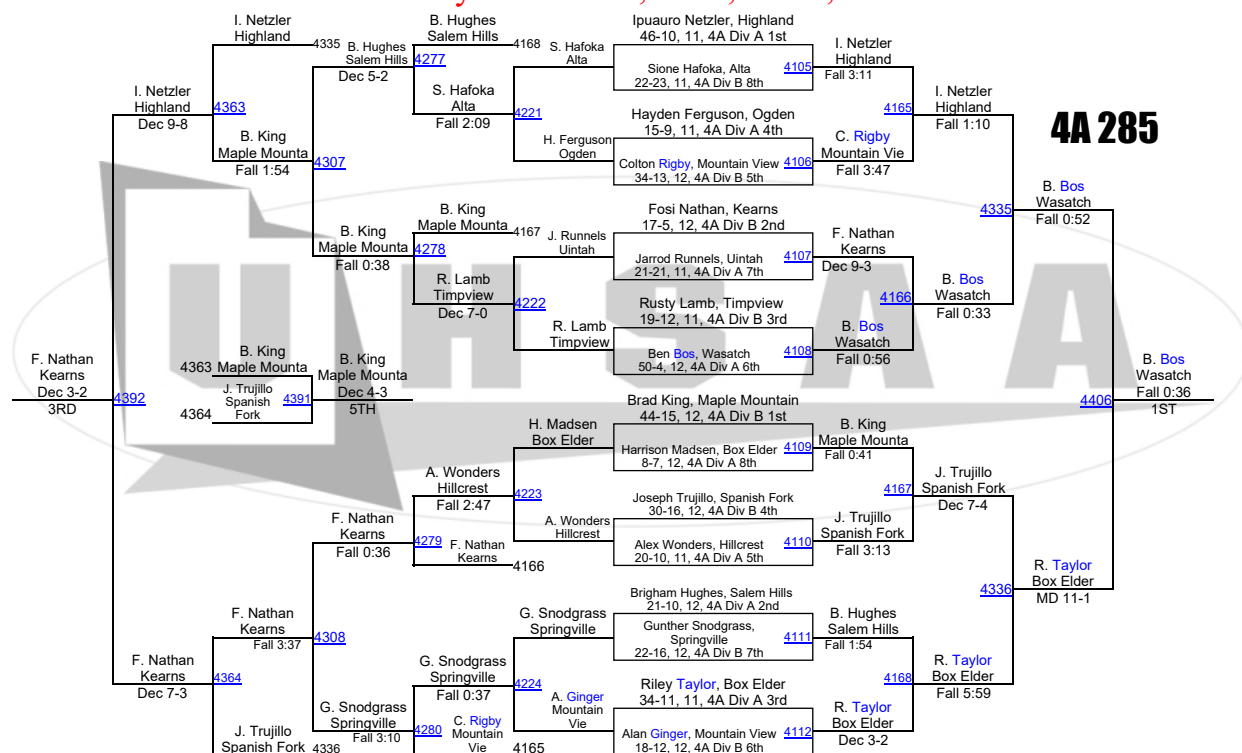 4A 285
I. Netzler
Highland
4335
I. Netzler
Highland
Dec 9-8
4363
B. King
Maple Mounta
Fall 1:54
4307
B. Hughes
Salem Hills
Dec 5-2
4277
B. Hughes
Salem Hills
4168
S. Hafoka
Alta
Fall 2:09
4221
S. Hafoka
Alta
H. Ferguson
Ogden
B. King
Maple Mounta
Fall 0:38
4278
B. King
Maple Mounta
4167
R. Lamb
Timpview
Dec 7-0
4222
J. Runnels
Uintah
R. Lamb
Timpview
F. Nathan
Kearns
Dec 3-2
3RD
4392
4363
B. King
Maple Mounta
4364
J. Trujillo
Spanish
Fork
4391
B. King
Maple Mounta
Dec 4-3
5TH
H. Madsen
Box Elder
A. Wonders
Hillcrest
Fall 2:47
4223
A. Wonders
Hillcrest
F. Nathan
Kearns
Fall 0:36
4279
F. Nathan
Kearns
4166
F. Nathan
Kearns
Fall 3:37
4308
F. Nathan
Kearns
Dec 7-3
4364
J. Trujillo
Spanish Fork
4336
G. Snodgrass
Springville
Fall 3:10
4280
G. Snodgrass
Springville
Fall 0:37
4224
C. Rigby
Mountain
Vie
4165
G. Snodgrass
Springville
A. Ginger
Mountain
Vie
Ipuauro Netzler, Highland
46-10, 11, 4A Div A 1st
Sione Hafoka, Alta
22-23, 11, 4A Div B 8th
4105
Hayden Ferguson, Ogden
15-9, 11, 4A Div A 4th
Colton Rigby, Mountain View
34-13, 12, 4A Div B 5th
4106
Fosi Nathan, Kearns
17-5, 12, 4A Div B 2nd
Jarrod Runnels, Uintah
21-21, 11, 4A Div A 7th
4107
Rusty Lamb, Timpview
19-12, 11, 4A Div B 3rd
Ben Bos, Wasatch
50-4, 12, 4A Div A 6th
4108
Brad King, Maple Mountain
44-15, 12, 4A Div B 1st
Harrison Madsen, Box Elder
8-7, 12, 4A Div A 8th
4109
Joseph Trujillo, Spanish Fork
30-16, 12, 4A Div B 4th
Alex Wonders, Hillcrest
20-10, 11, 4A Div A 5th
4110
Brigham Hughes, Salem Hills
21-10, 12, 4A Div A 2nd
Gunther Snodgrass,
Springville
22-16, 12, 4A Div B 7th
4111
Riley Taylor, Box Elder
34-11, 11, 4A Div A 3rd
Alan Ginger, Mountain View
18-12, 12, 4A Div B 6th
4112
I. Netzler
Highland
Fall 3:11
4165
C. Rigby
Mountain Vie
Fall 3:47
F. Nathan
Kearns
Dec 9-3
4166
B. Bos
Wasatch
Fall 0:56
B. King
Maple Mounta
Fall 0:41
4167
J. Trujillo
Spanish Fork
Fall 3:13
B. Hughes
Salem Hills
Fall 1:54
4168
R. Taylor
Box Elder
Dec 3-2
I. Netzler
Highland
Fall 1:10
4335
B. Bos
Wasatch
Fall 0:33
J. Trujillo
Spanish Fork
Dec 7-4
4336
R. Taylor
Box Elder
Fall 5:59
B. Bos
Wasatch
Fall 0:52
4406
R. Taylor
Box Elder
MD 11-1
B. Bos
Wasatch
Fall 0:36
1ST
UHSAA